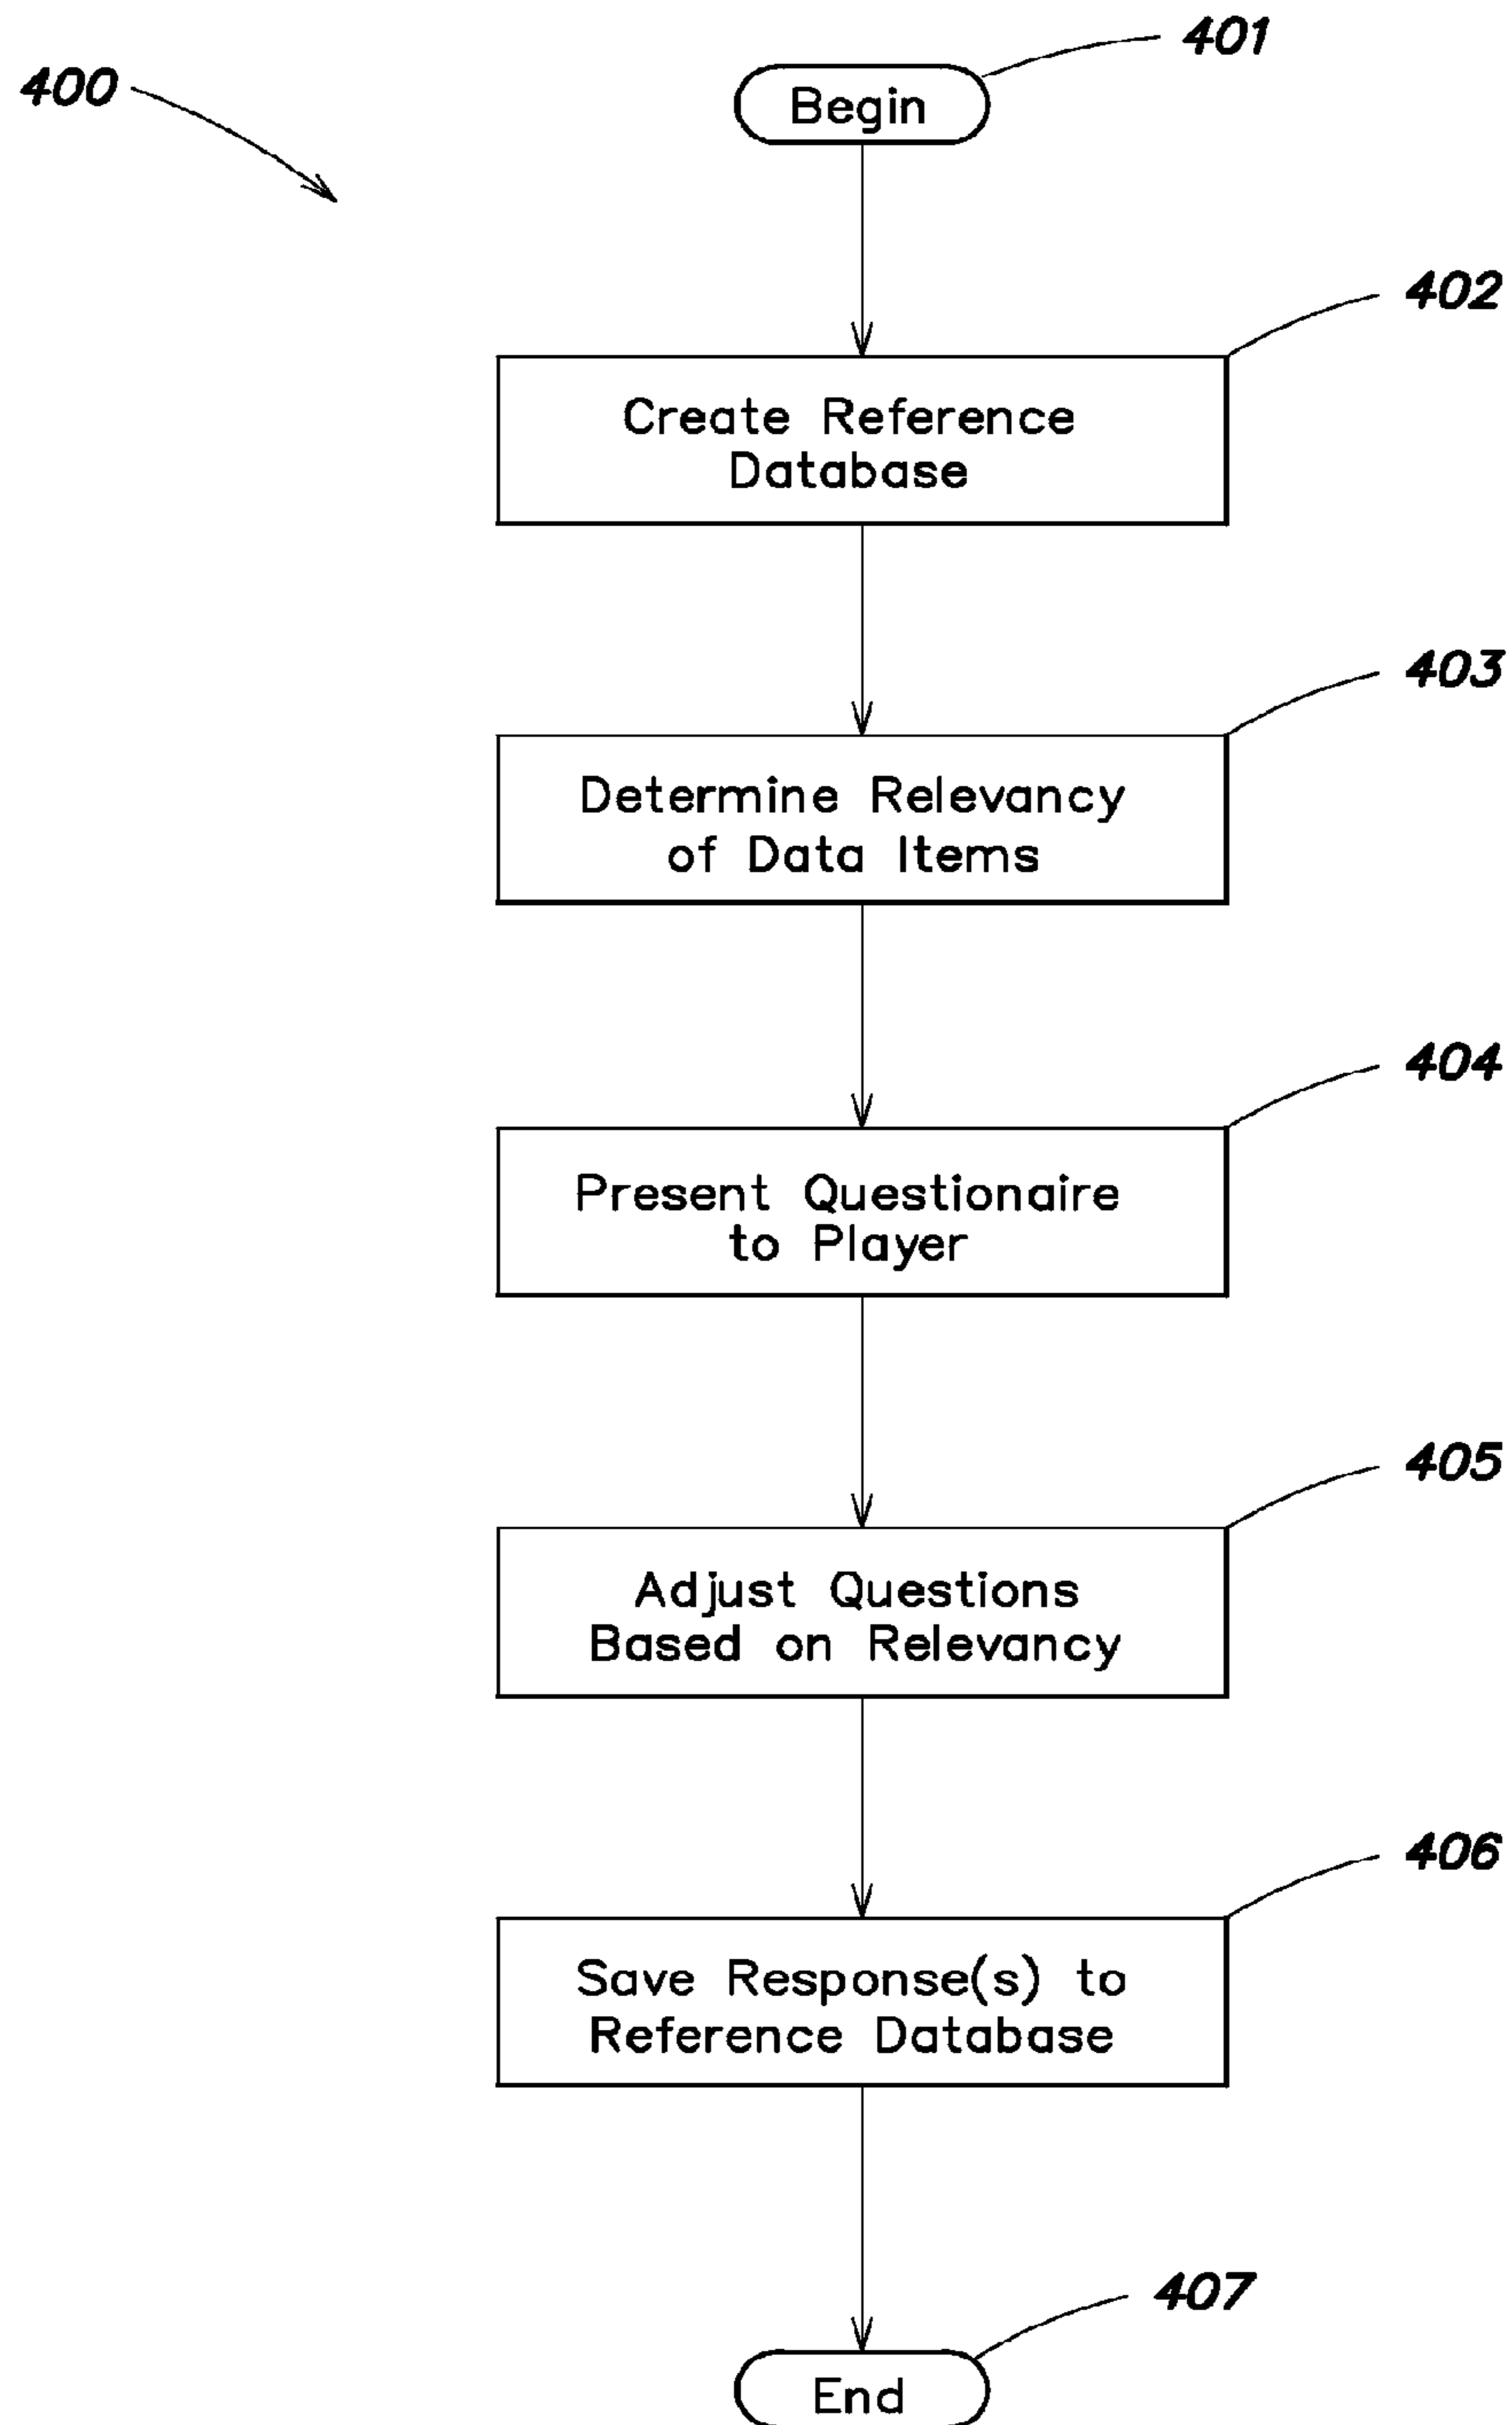 400
401
Begin
402
Create Reference
Database
403
Determine Relevancy
of Data Items
404
Present Questionaire
to Player
405
Adjust Questions
Based on Relevancy
406
Save Response(s) to
Reference Database
407
End